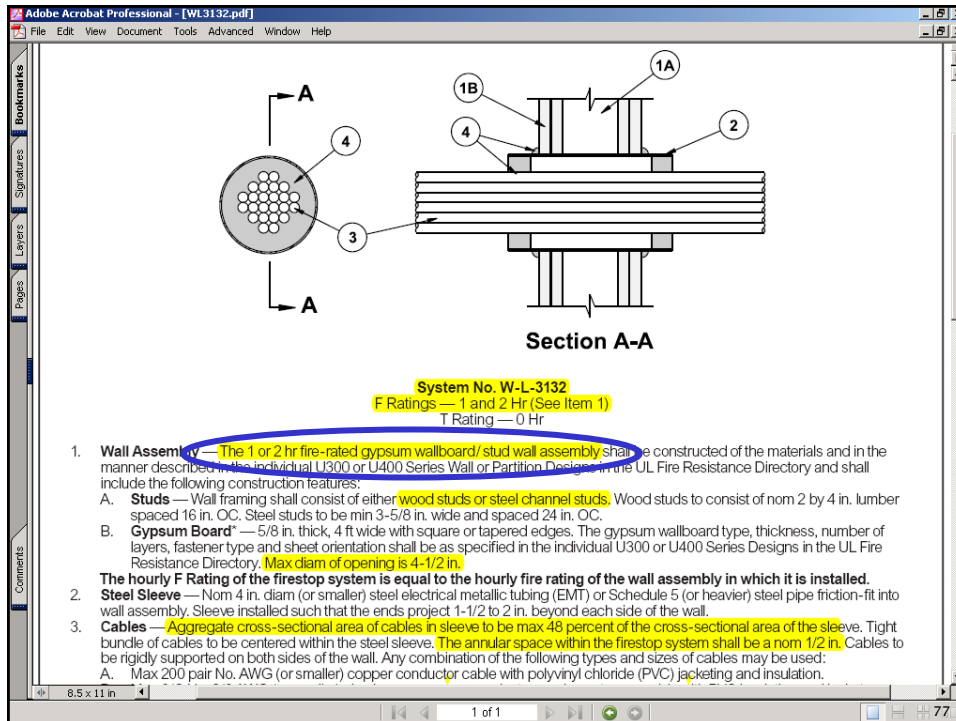 Adobe Acrobat Professional - [WL3132.pdf]
File Edit View Document Tools Advanced Window Help
Bookmarks
Signatures
Layers
Pages
Comments
A
4
3
A
1B
1A
4
2
Section A-A
System No. W-L-3132
F Ratings — 1 and 2 Hr (See Item 1)
T Rating — 0 Hr
1. Wall Assembly — The 1 or 2 hr fire-rated gypsum wallboard/ stud wall assembly shall be constructed of the materials and in the
manner described in the individual U300 or U400 Series Wall or Partition Designs in the UL Fire Resistance Directory and shall
include the following construction features:
A. Studs — Wall framing shall consist of either wood studs or steel channel studs. Wood studs to consist of nom 2 by 4 in. lumber
spaced 16 in. OC. Steel studs to be min 3-5/8 in. wide and spaced 24 in. OC.
B. Gypsum Board* — 5/8 in. thick, 4 ft wide with square or tapered edges. The gypsum wallboard type, thickness, number of
layers, fastener type and sheet orientation shall be as specified in the individual U300 or U400 Series Designs in the UL Fire
Resistance Directory. Max diam of opening is 4-1/2 in.
The hourly F Rating of the firestop system is equal to the hourly fire rating of the wall assembly in which it is installed.
2. Steel Sleeve — Nom 4 in. diam (or smaller) steel electrical metallic tubing (EMT) or Schedule 5 (or heavier) steel pipe friction-fit into
wall assembly. Sleeve installed such that the ends project 1-1/2 to 2 in. beyond each side of the wall.
3. Cables — Aggregate cross-sectional area of cables in sleeve to be max 48 percent of the cross-sectional area of the sleeve. Tight
bundle of cables to be centered within the steel sleeve. The annular space within the firestop system shall be a nom 1/2 in. Cables to
be rigidly supported on both sides of the wall. Any combination of the following types and sizes of cables may be used:
A. Max 200 pair No. AWG (or smaller) copper conductor cable with polyvinyl chloride (PVC) jacketing and insulation.
8.5 x 11 in
1 of 1
77